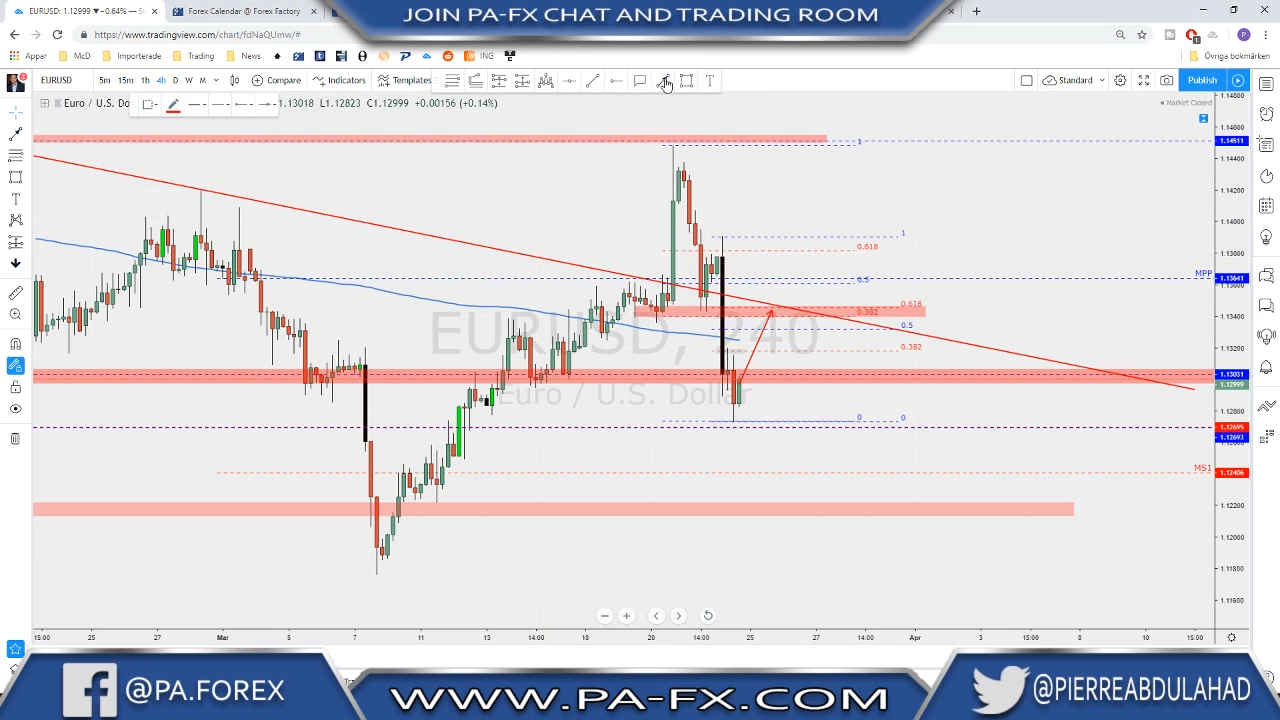 JOIN PA-FX CHAT AND TRADING ROOM
EURUSD: 1.12999 ▼−0.64% — S
Forex Calendar @ Forex Factory
https://www.tradingview.com/chart/fdNaQUmw/#
Appar
McD
Importerade
Trading
News
ING
Övriga bokmärken
EURUSD
5m 15m 1h 4h D W M
Compare
Indicators
Templates
Standard
Publish
Euro / U.S. Do
1.13018 L1.12823 C1.12999 +0.00156 (+0.14%)
Market Closed
1.14800
1.14600
1.14511
1.14400
1.14200
1.14000
1.13800
1.13641
1.13600
1.13400
1.13200
1.13031
1.12999
1.12800
1.12695
1.12693
1.12406
1.12200
1.12000
1.11800
1.11600
1
1
0.618
MPP
0.5
0.618
0.382
0.5
0.382
0
0
MS1
EURUSD, 240
Euro / U.S. Dollar
15:00 25 27 Mar 5 7 11 13 14:00 18 20 14:00 25 27 14:00 Apr 3 15:00 8 10 15:00
@PA.FOREX
WWW.PA-FX.COM
@PIERREABDULAHAD